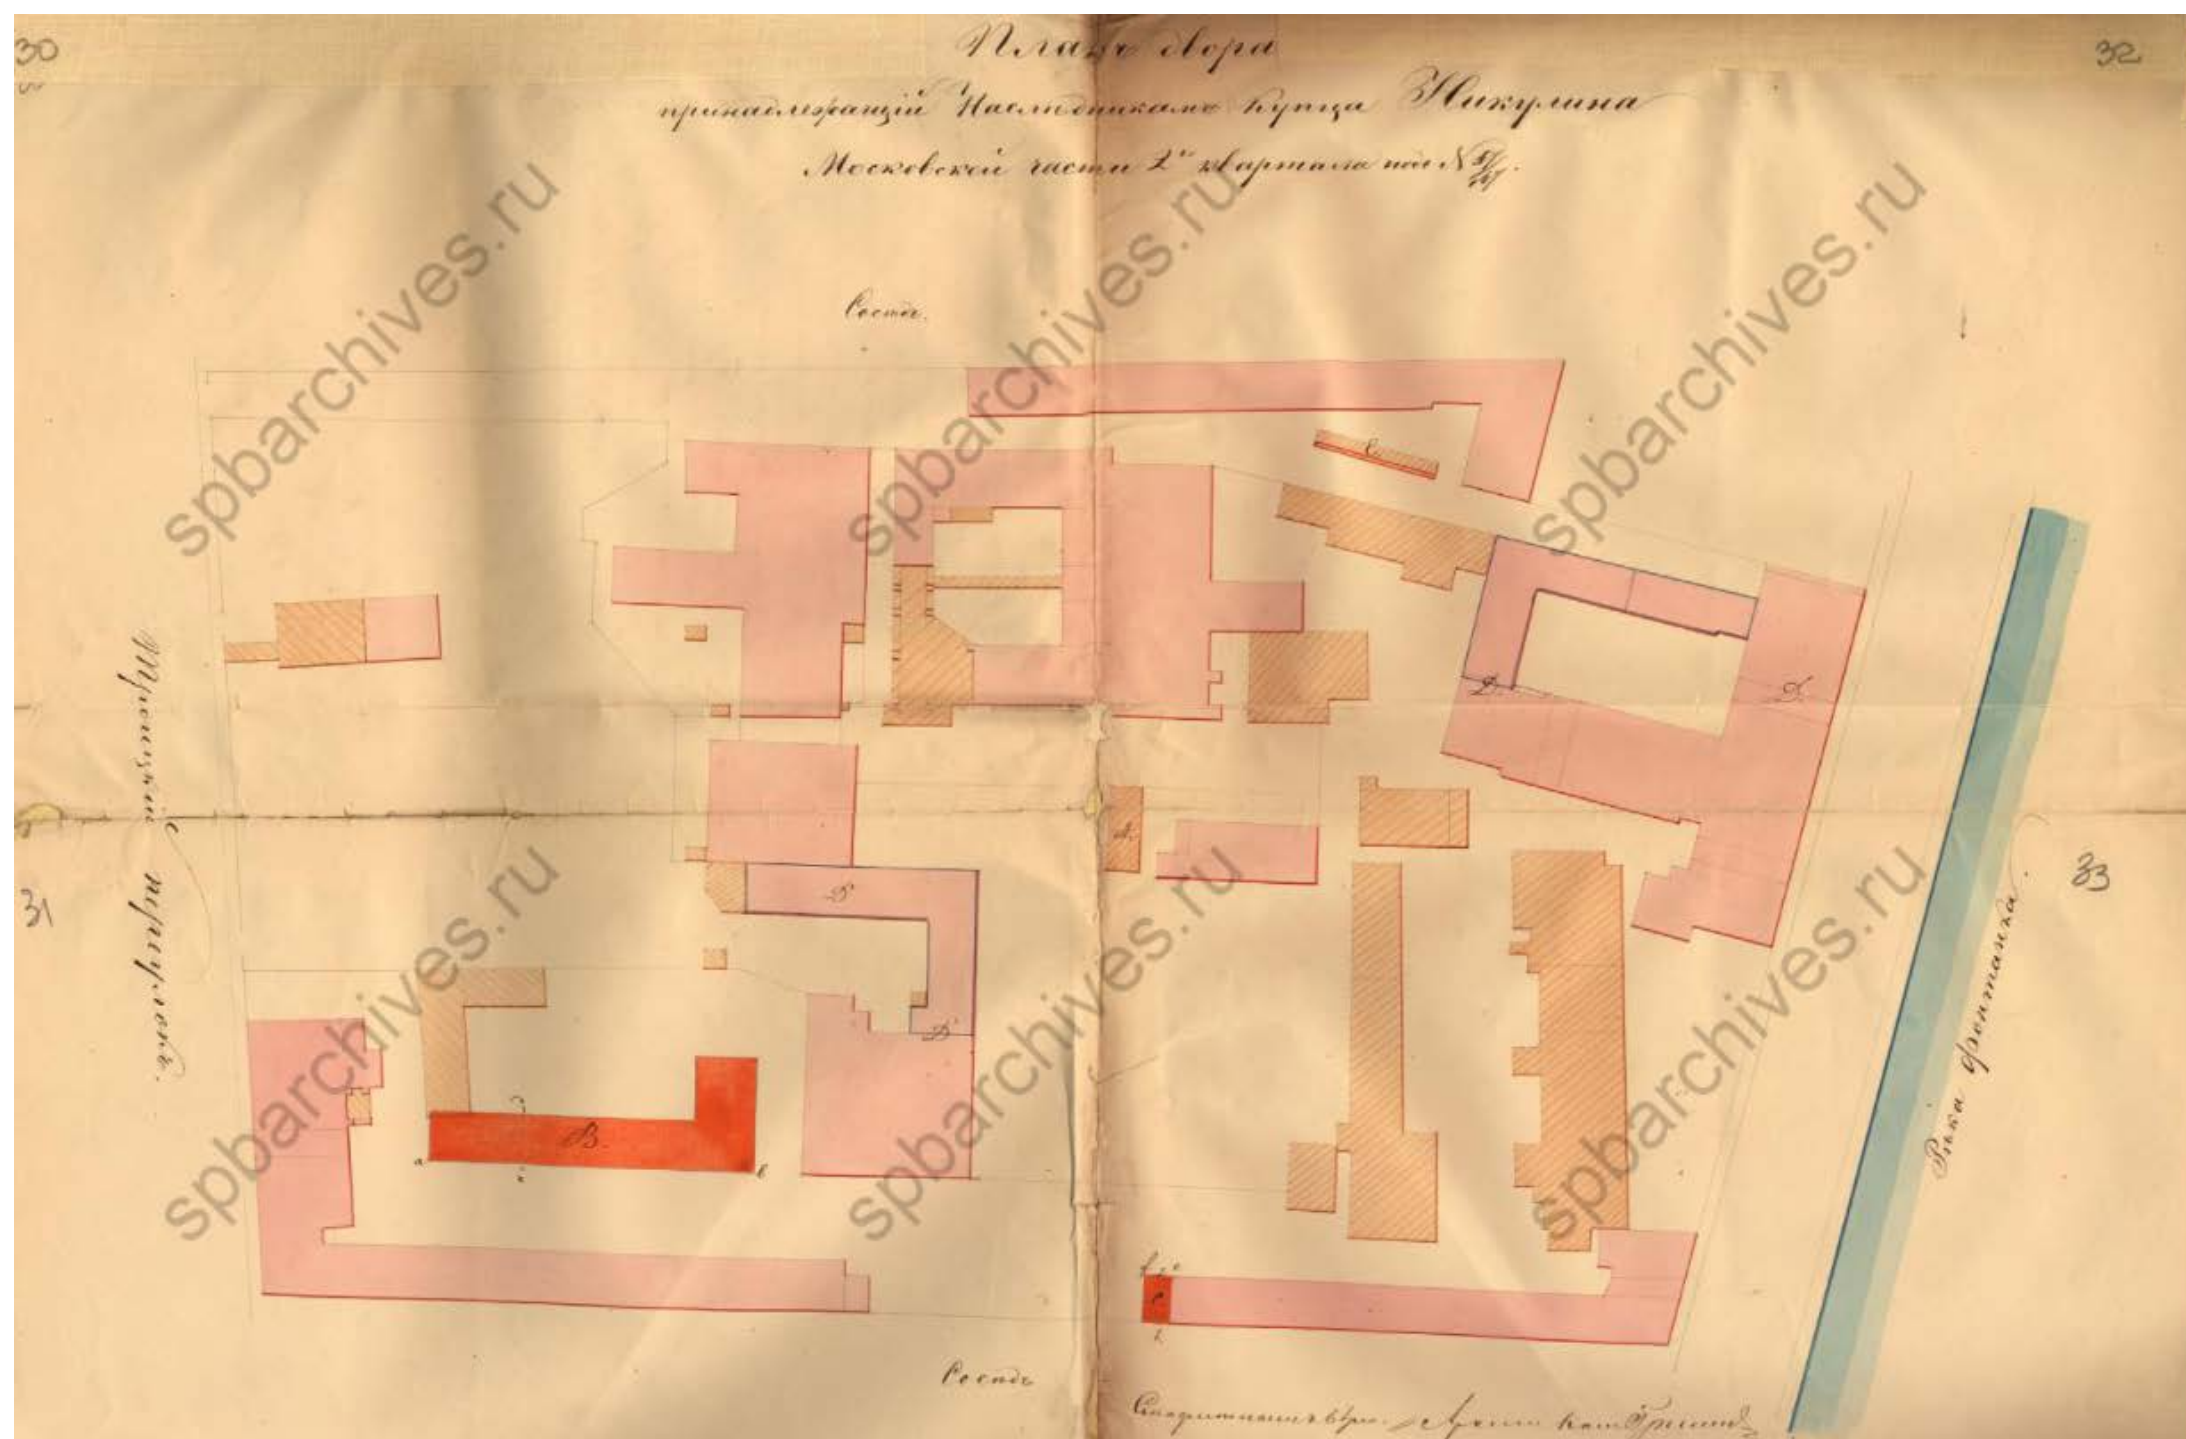 30
32
Планъ двора
принадлежащій Наслѣдникамъ Купца Никулина
Московской части 2го квартала подъ №
spbarchives.ru
spbarchives.ru
spbarchives.ru
Сосѣдъ.
С.
Д.
Д.
Троицкій переулокъ.
А.
31
33
Д
Д
Рѣка Фонтанка.
В.
а
в
spbarchives.ru
spbarchives.ru
spbarchives.ru
е
Сосѣдъ